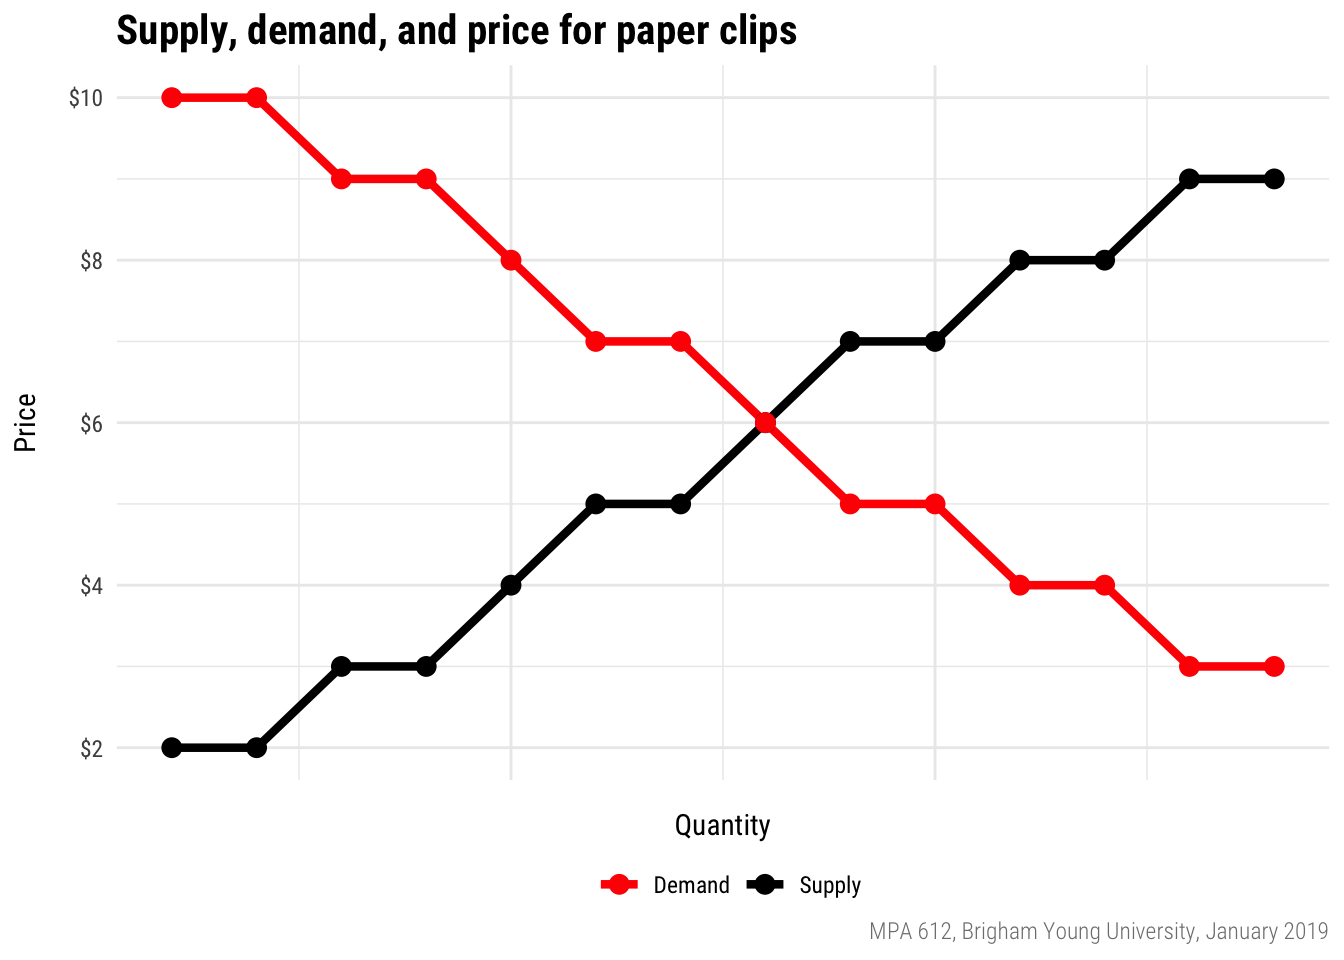 Supply, demand, and price for paper clips
$10
$8
$6
$4
$2
Price
Quantity
Demand
Supply
MPA 612, Brigham Young University, January 2019